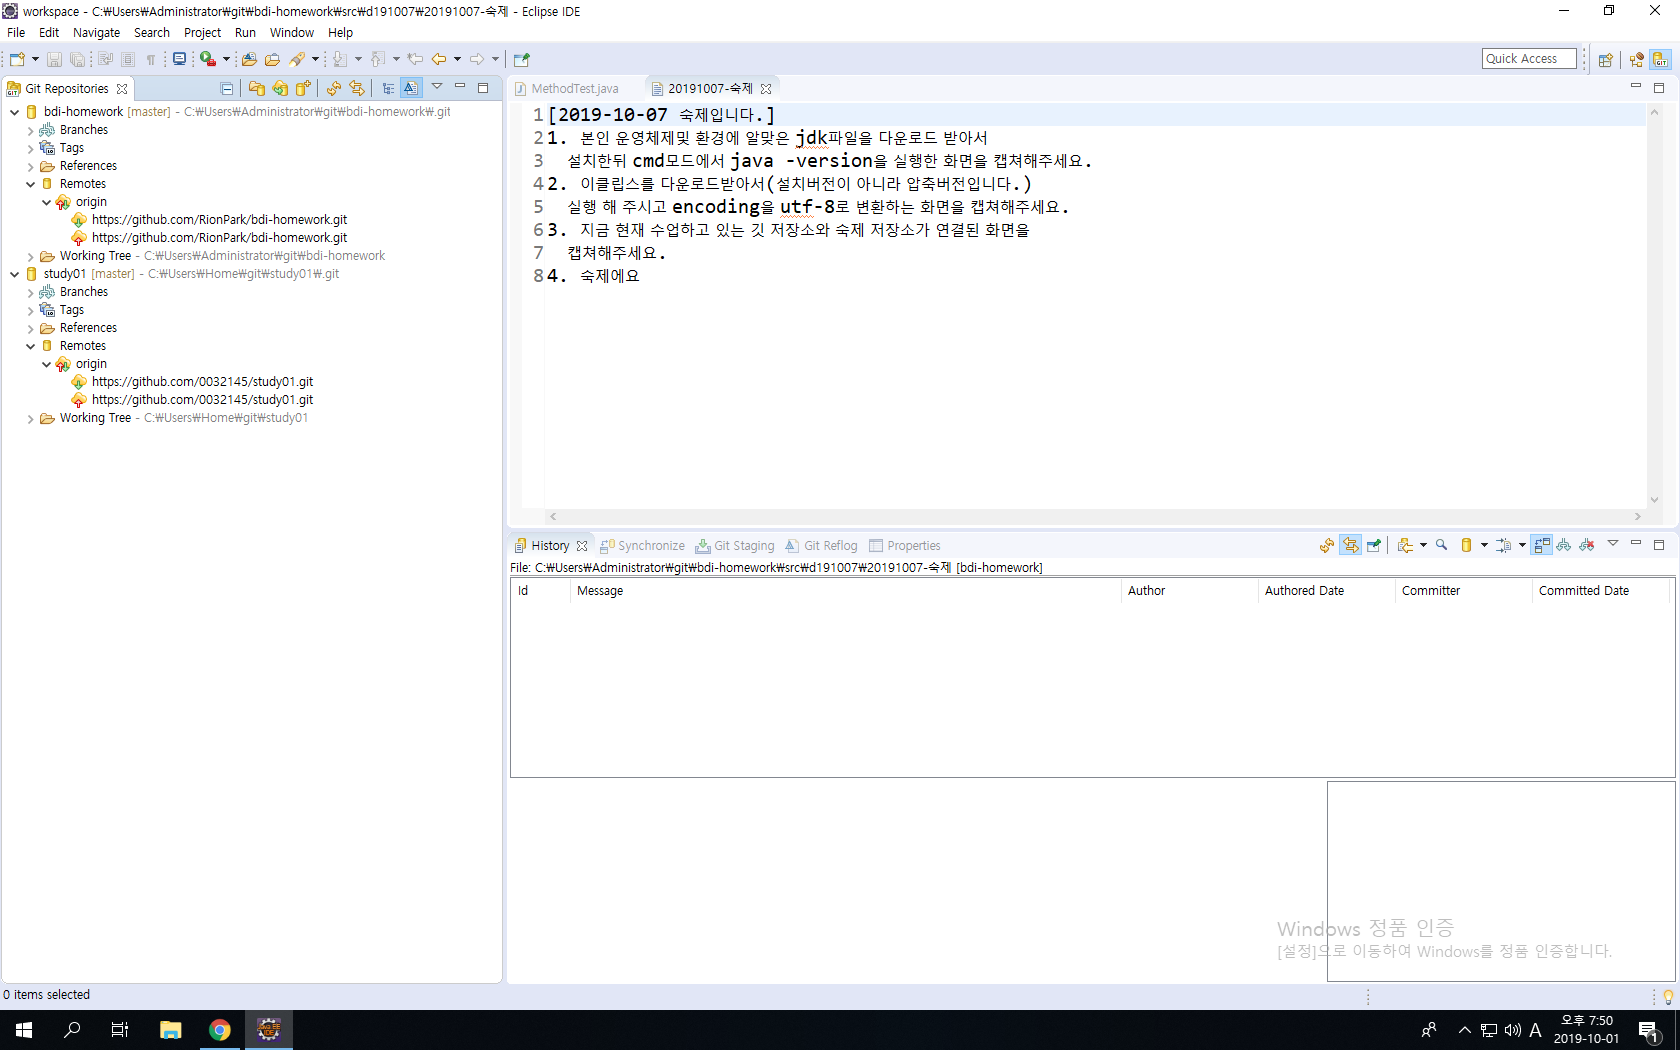 workspace - C:₩Users₩Administrator₩git₩bdi-homework₩src₩d191007₩20191007-숙제 - Eclipse IDE
File Edit Navigate Search Project Run Window Help
Quick Access
Git Repositories
bdi-homework [master] - C:₩Users₩Administrator₩git₩bdi-homework₩.git
Branches
Tags
References
Remotes
origin
https://github.com/RionPark/bdi-homework.git
https://github.com/RionPark/bdi-homework.git
Working Tree - C:₩Users₩Administrator₩git₩bdi-homework
study01 [master] - C:₩Users₩Home₩git₩study01₩.git
Branches
Tags
References
Remotes
origin
https://github.com/0032145/study01.git
https://github.com/0032145/study01.git
Working Tree - C:₩Users₩Home₩git₩study01
MethodTest.java 20191007-숙제
1 [2019-10-07 숙제입니다.]
2 1. 본인 운영체제및 환경에 알맞은 jdk파일을 다운로드 받아서
3 설치한뒤 cmd모드에서 java -version을 실행한 화면을 캡쳐해주세요.
4 2. 이클립스를 다운로드받아서(설치버전이 아니라 압축버전입니다.)
5 실행 해 주시고 encoding을 utf-8로 변환하는 화면을 캡쳐해주세요.
6 3. 지금 현재 수업하고 있는 깃 저장소와 숙제 저장소가 연결된 화면을
7 캡쳐해주세요.
8 4. 숙제에요
History Synchronize Git Staging Git Reflog Properties
File: C:₩Users₩Administrator₩git₩bdi-homework₩src₩d191007₩20191007-숙제 [bdi-homework]
Id Message Author Authored Date Committer Committed Date
Windows 정품 인증
[설정]으로 이동하여 Windows를 정품 인증합니다.
0 items selected
A
오후 7:50
2019-10-01
1